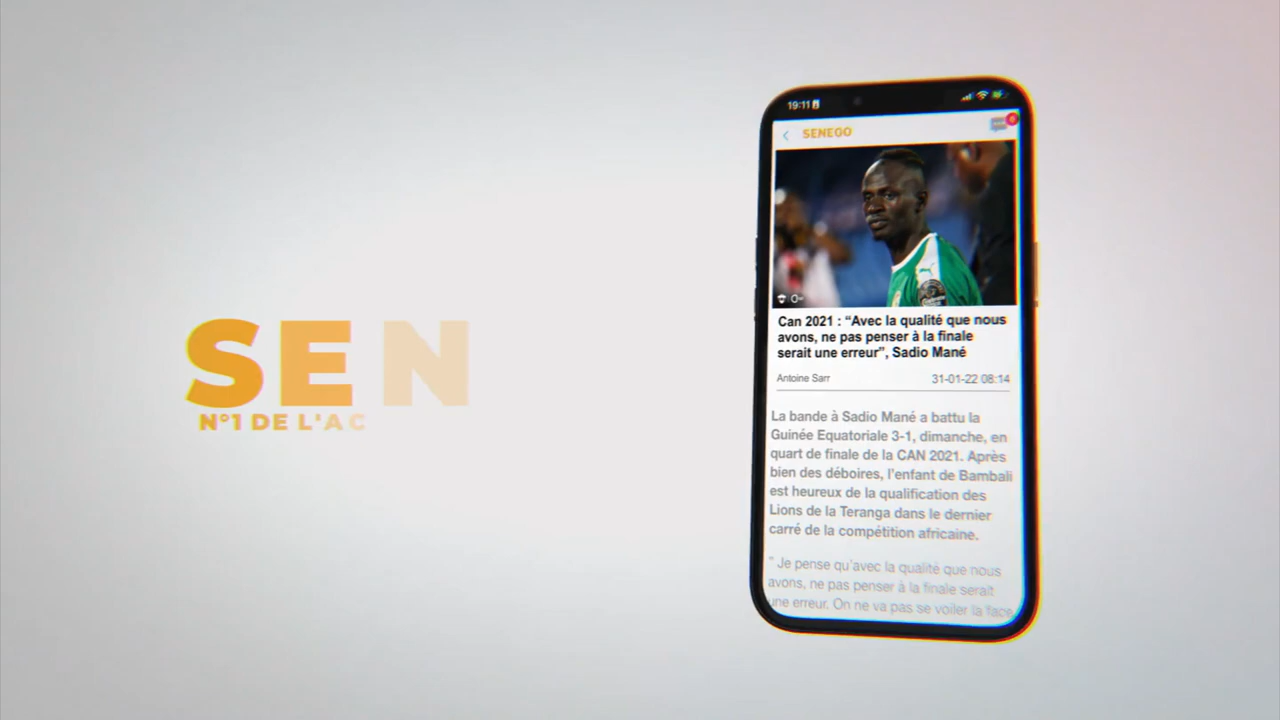 SEN
N°1 DE L'AC
19:11
SENEGO
Can 2021 : “Avec la qualité que nous
avons, ne pas penser à la finale
serait une erreur”, Sadio Mané
Antoine Sarr 31-01-22 08:14
La bande à Sadio Mané a battu la
Guinée Equatoriale 3-1, dimanche, en
quart de finale de la CAN 2021. Après
bien des déboires, l'enfant de Bambali
est heureux de la qualification des
Lions de la Teranga dans le dernier
carré de la compétition africaine.
" Je pense qu'avec la qualité que nous
avons, ne pas penser à la finale serait
une erreur. On ne va pas se voiler la face